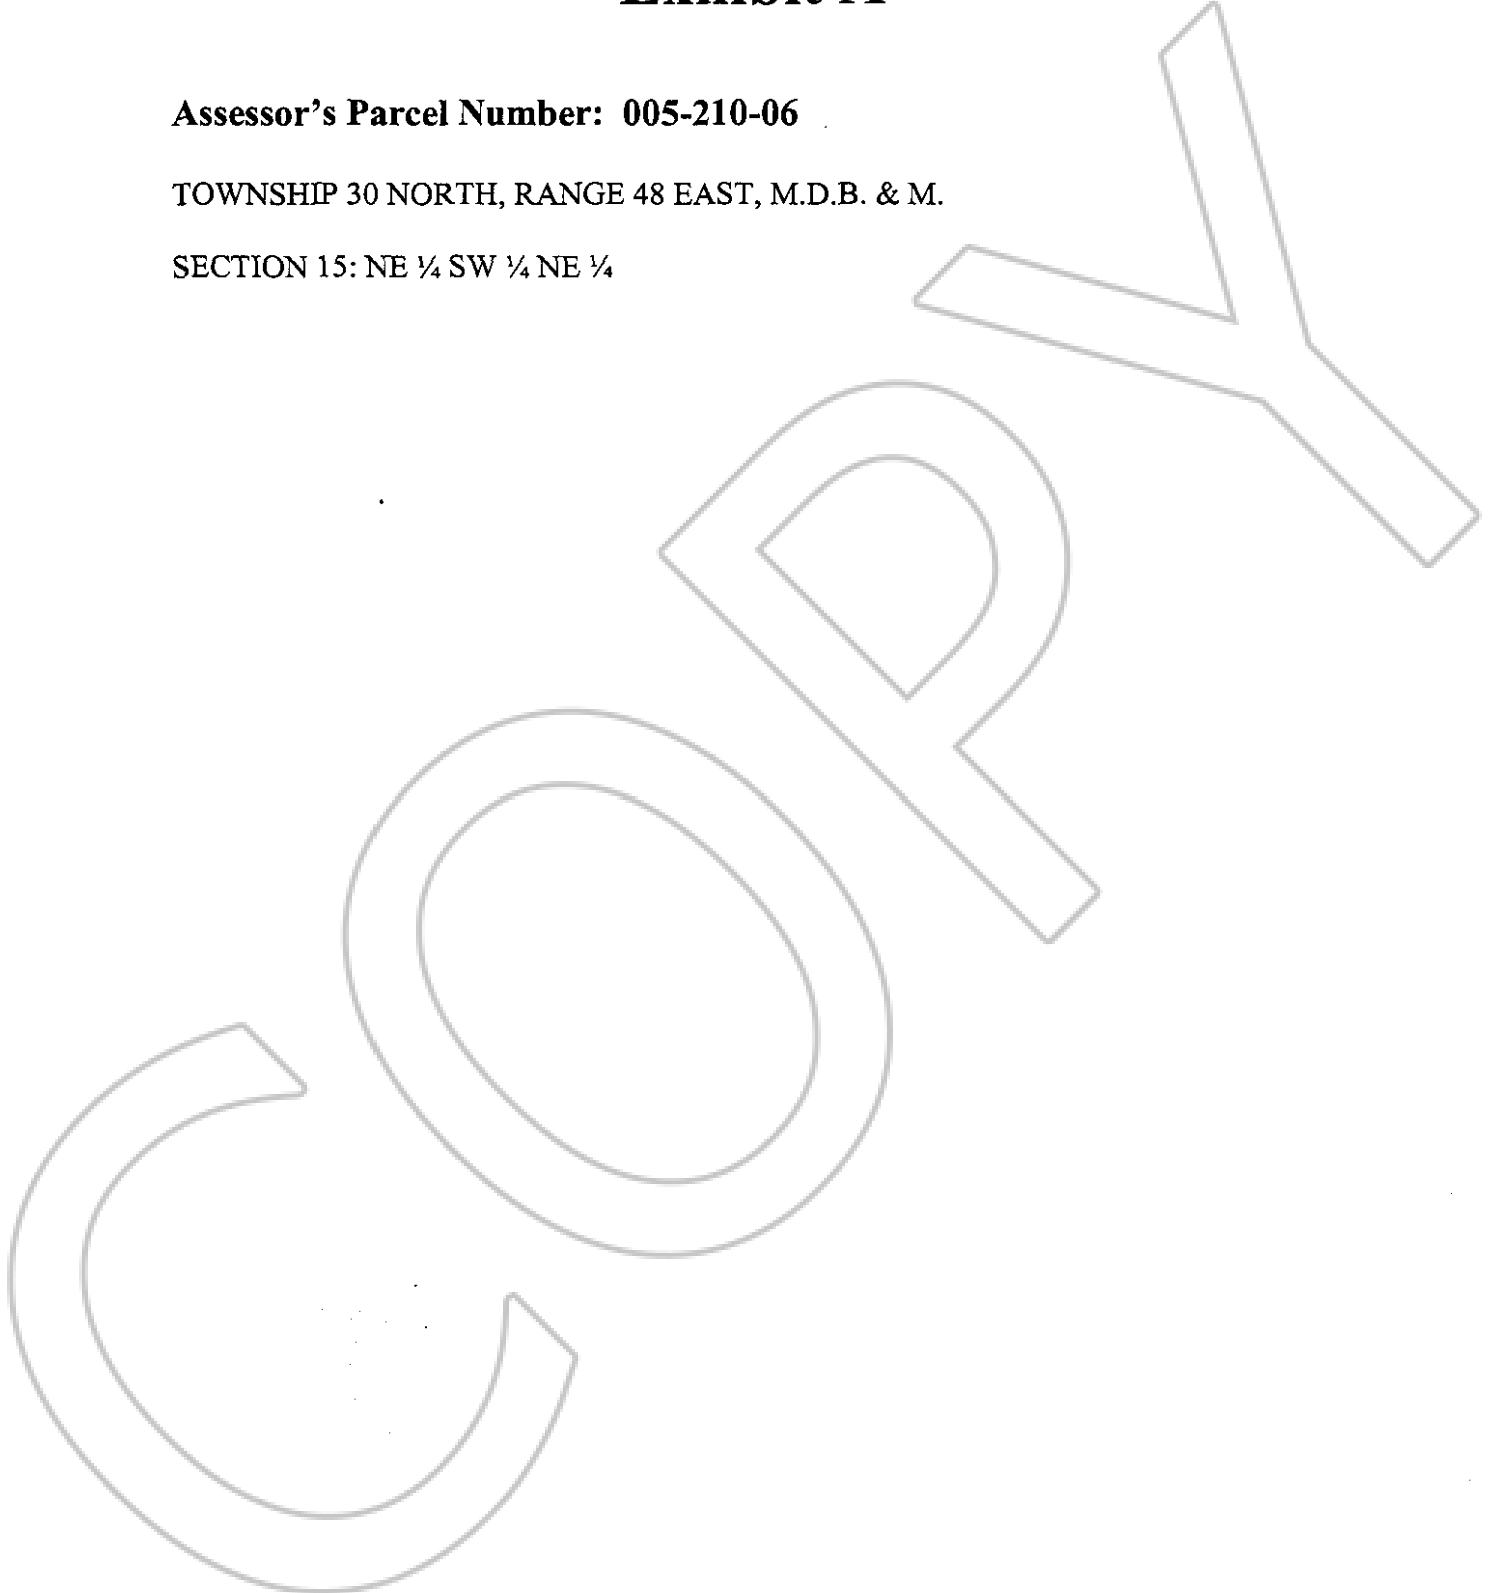 Exhibit A
Assessor's Parcel Number: 005-210-06
TOWNSHIP 30 NORTH, RANGE 48 EAST, M.D.B. & M.
SECTION 15: NE ¼ SW ¼ NE ¼
COPY